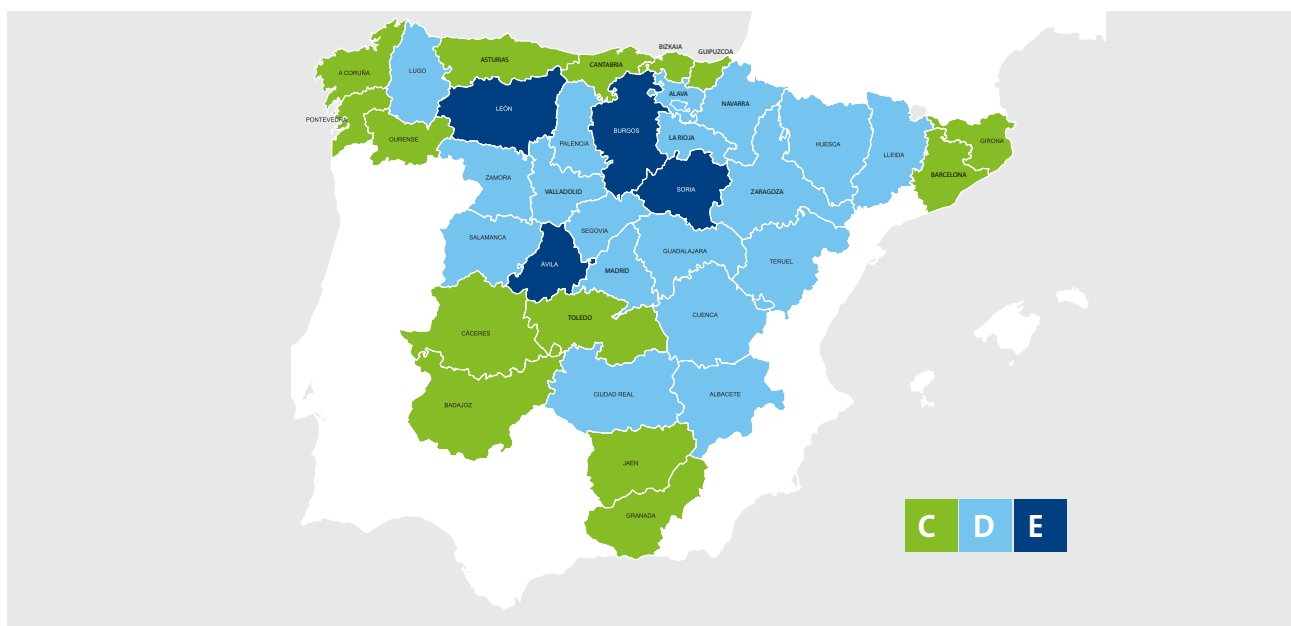 BIZKAIA
GUIPUZCOA
ASTURIAS
CANTABRIA
A CORUÑA
LUGO
ALAVA
NAVARRA
LEÓN
PONTEVEDRA
BURGOS
OURENSE
PALENCIA
LA RIOJA
HUESCA
LLEIDA
GIRONA
BARCELONA
ZAMORA
VALLADOLID
SORIA
ZARAGOZA
SEGOVIA
SALAMANCA
GUADALAJARA
ÁVILA
MADRID
TERUEL
TOLEDO
CUENCA
CÁCERES
CIUDAD REAL
ALBACETE
BADAJOZ
JAÉN
GRANADA
C D E